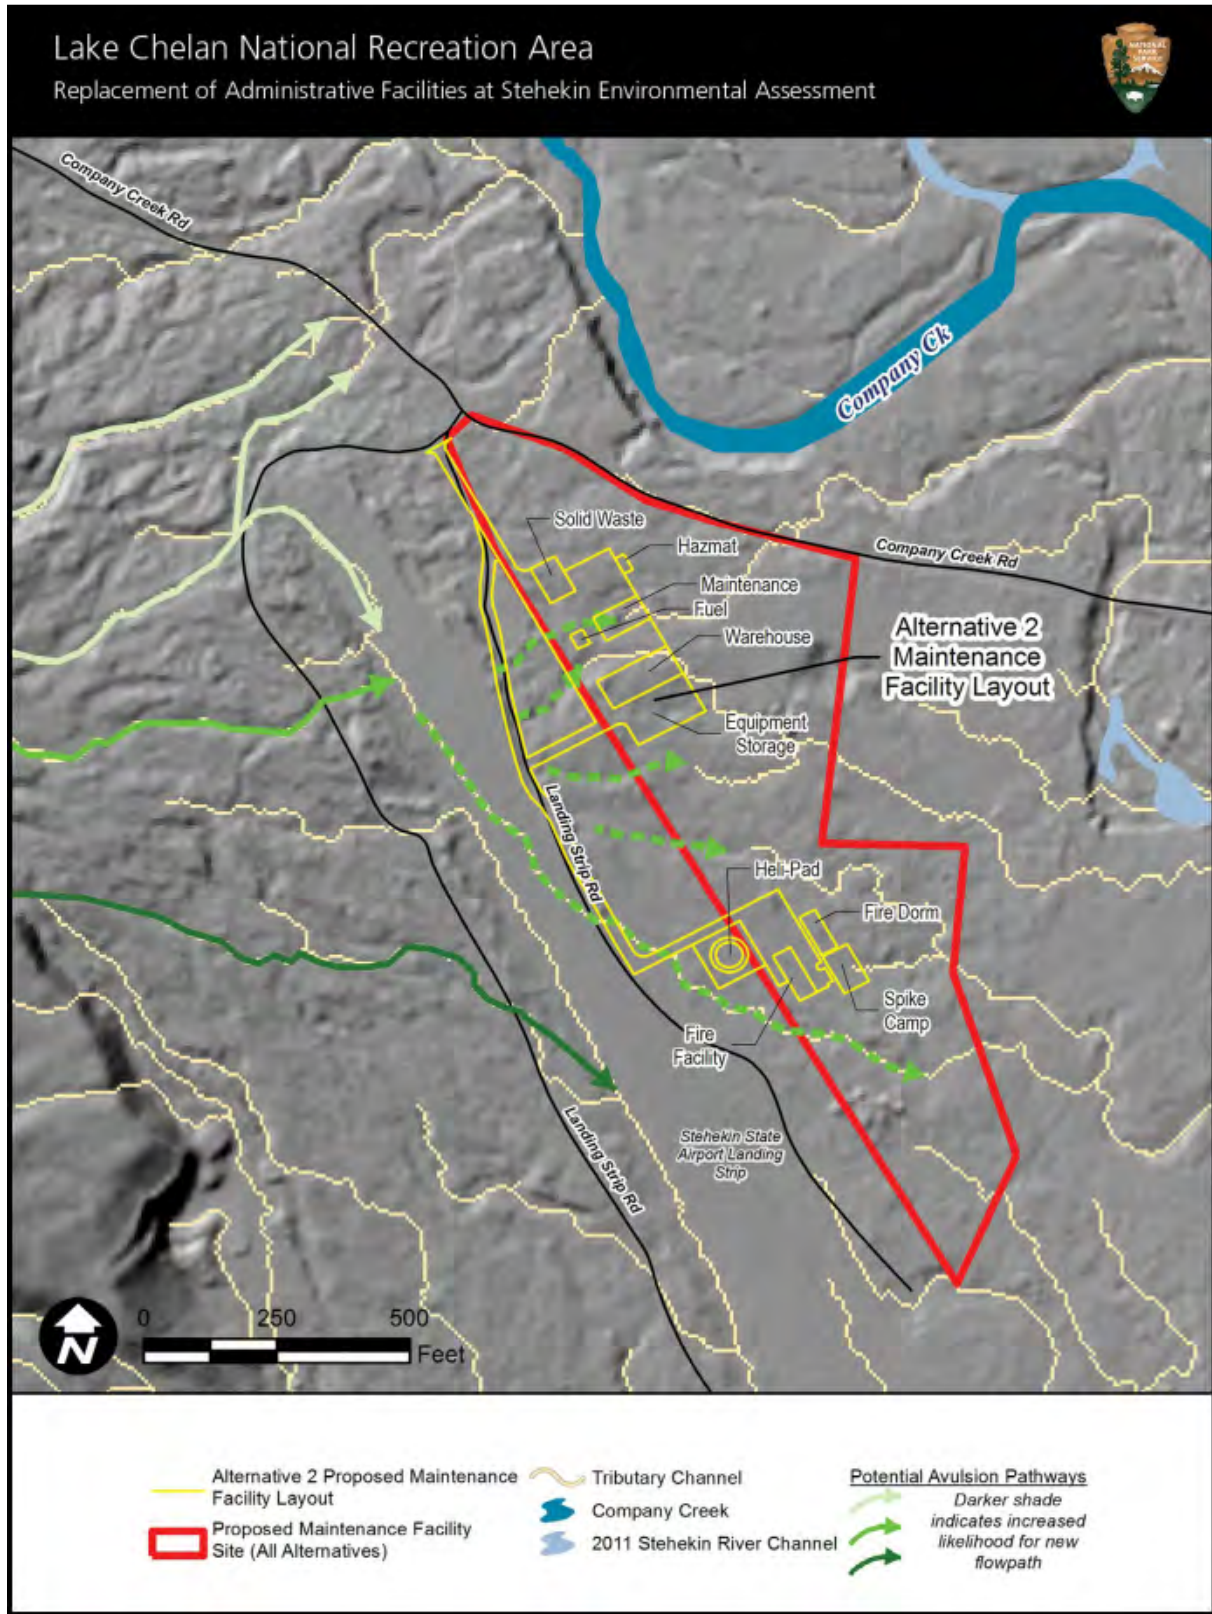 Lake Chelan National Recreation Area
Replacement of Administrative Facilities at Stehekin Environmental Assessment
NATIONAL
PARK
SERVICE
Company Creek Rd
Company Ck
Solid Waste
Hazmat
Company Creek Rd
Maintenance
Fuel
Warehouse
Alternative 2
Maintenance
Facility Layout
Equipment
Storage
Landing Strip Rd
Heli-Pad
Fire Dorm
Spike
Camp
Fire
Facility
Landing Strip Rd
Stehekin State
Airport Landing
Strip
N
0 250 500
Feet
Alternative 2 Proposed Maintenance
Facility Layout
Proposed Maintenance Facility
Site (All Alternatives)
Tributary Channel
Company Creek
2011 Stehekin River Channel
Potential Avulsion Pathways
Darker shade
indicates increased
likelihood for new
flowpath